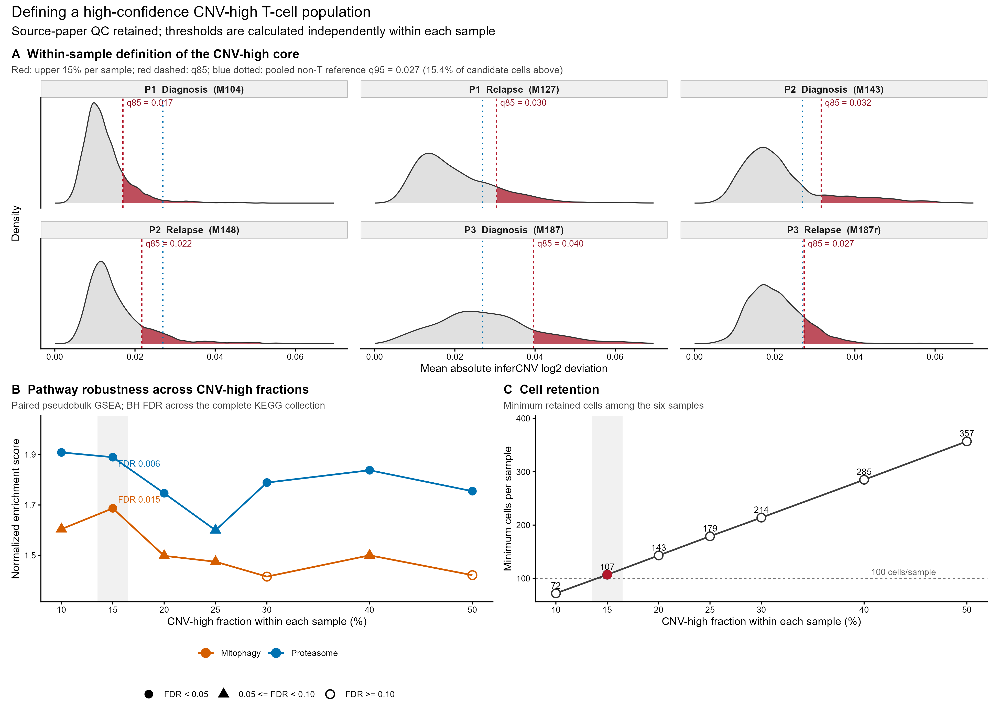 Defining a high-confidence CNV-high T-cell population
Source-paper QC retained; thresholds are calculated independently within each sample
A Within-sample definition of the CNV-high core
Red: upper 15% per sample; red dashed: q85; blue dotted: pooled non-T reference q95 = 0.027 (15.4% of candidate cells above)
P1 Diagnosis (M104)
P1 Relapse (M127)
P2 Diagnosis (M143)
q85 = 0.017
q85 = 0.030
q85 = 0.032
Density
P2 Relapse (M148)
P3 Diagnosis (M187)
P3 Relapse (M187r)
q85 = 0.022
q85 = 0.040
q85 = 0.027
0.00 0.02 0.04 0.06
0.00 0.02 0.04 0.06
0.00 0.02 0.04 0.06
Mean absolute inferCNV log2 deviation
B Pathway robustness across CNV-high fractions
Paired pseudobulk GSEA; BH FDR across the complete KEGG collection
Normalized enrichment score
1.9
1.7
1.5
FDR 0.006
FDR 0.015
10 15 20 25 30 40 50
CNV-high fraction within each sample (%)
Mitophagy
Proteasome
FDR < 0.05
0.05 <= FDR < 0.10
FDR >= 0.10
C Cell retention
Minimum retained cells among the six samples
Minimum cells per sample
400
300
200
100
72
107
143
179
214
285
357
100 cells/sample
10 15 20 25 30 40 50
CNV-high fraction within each sample (%)